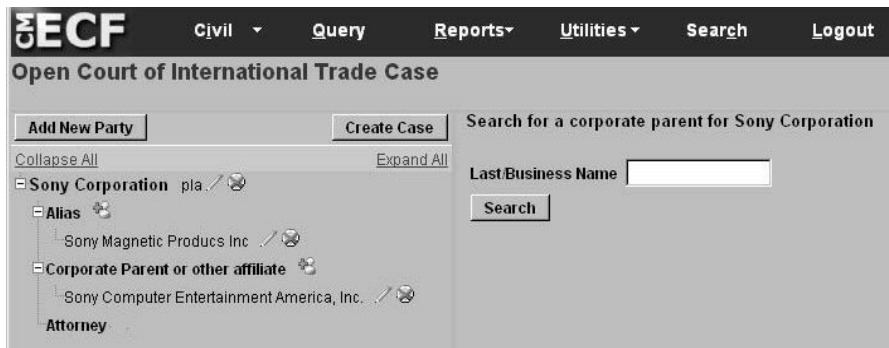 CM ECF Civil Query Reports Utilities Search Logout
Open Court of International Trade Case
Add New Party Create Case
Collapse All Expand All
Sony Corporation pla
Alias
Sony Magnetic Producs Inc
Corporate Parent or other affiliate
Sony Computer Entertainment America, Inc.
Attorney
Search for a corporate parent for Sony Corporation
Last/Business Name
Search